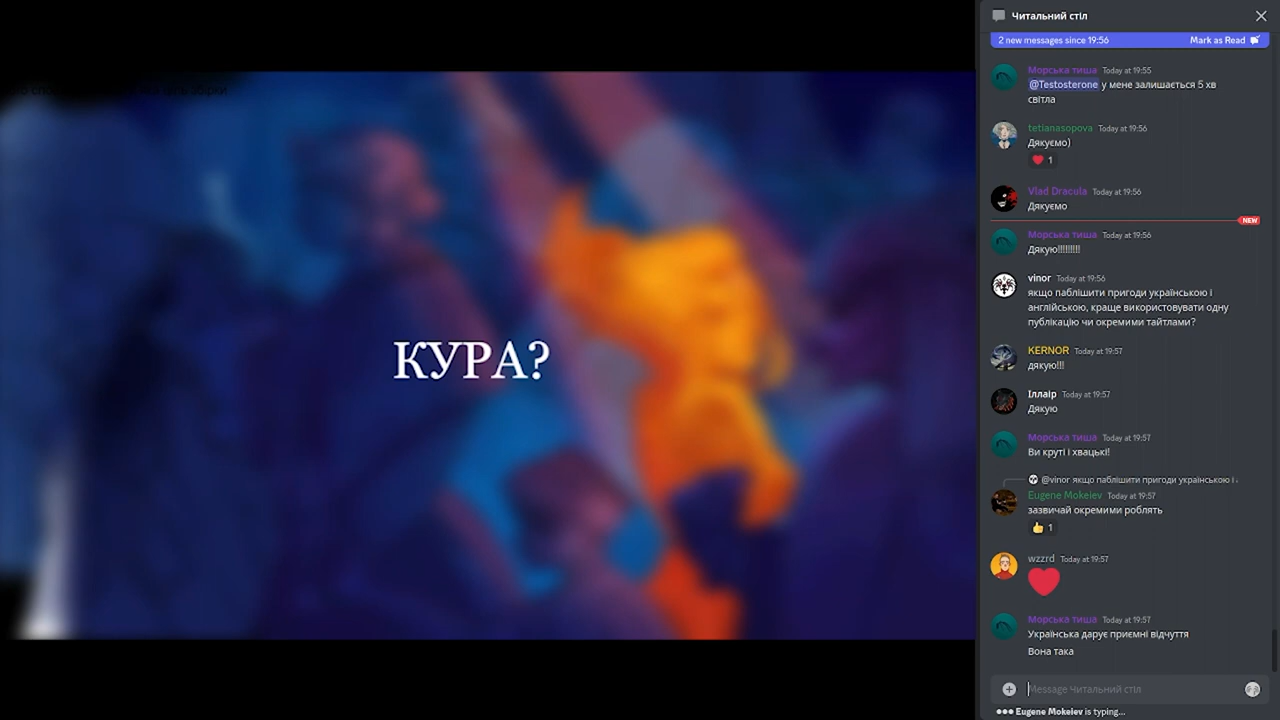 КУРА?
Читальний стіл
2 new messages since 19:56 Mark as Read
Морська тиша Today at 19:55
@Testosterone у мене залишається 5 хв
світла
tetianasopova Today at 19:56
Дякуємо)
1
Vlad Dracula Today at 19:56
Дякуємо
NEW
Морська тиша Today at 19:56
Дякую!!!!!!!!!
vinor Today at 19:56
якщо паблішити пригоди українською і
англійською, краще використовувати одну
публікацію чи окремими тайтлами?
KERNOR Today at 19:57
дякую!!!
Іллаір Today at 19:57
Дякую
Морська тиша Today at 19:57
Ви круті і хвацькі!
@vinor якщо паблішити пригоди українською і
Eugene Mokeiev Today at 19:57
зазвичай окремими роблять
1
wzzrd Today at 19:57
Морська тиша Today at 19:57
Українська дарує приємні відчуття
Вона така
Message Читальний стіл
Eugene Mokeiev is typing...